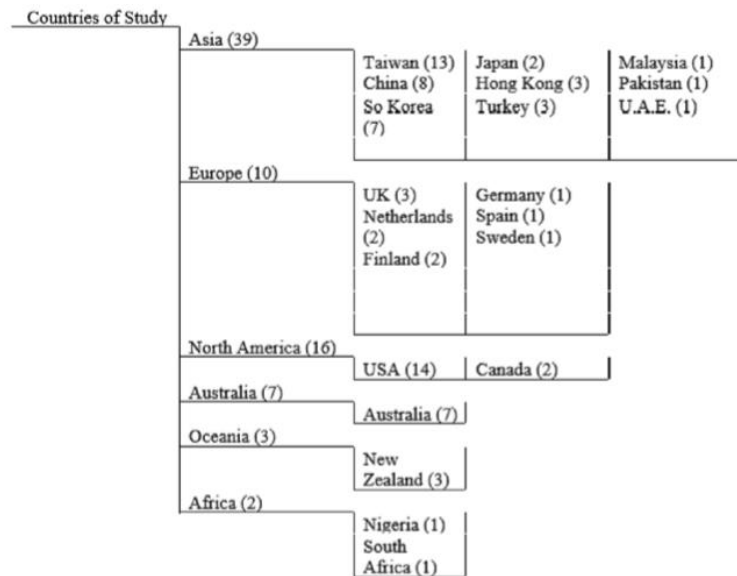 Countries of Study
Asia (39)
Taiwan (13)
China (8)
So Korea
(7)
Japan (2)
Hong Kong (3)
Turkey (3)
Malaysia (1)
Pakistan (1)
U.A.E. (1)
Europe (10)
UK (3)
Netherlands
(2)
Finland (2)
Germany (1)
Spain (1)
Sweden (1)
North America (16)
USA (14)
Canada (2)
Australia (7)
Australia (7)
Oceania (3)
New
Zealand (3)
Africa (2)
Nigeria (1)
South
Africa (1)